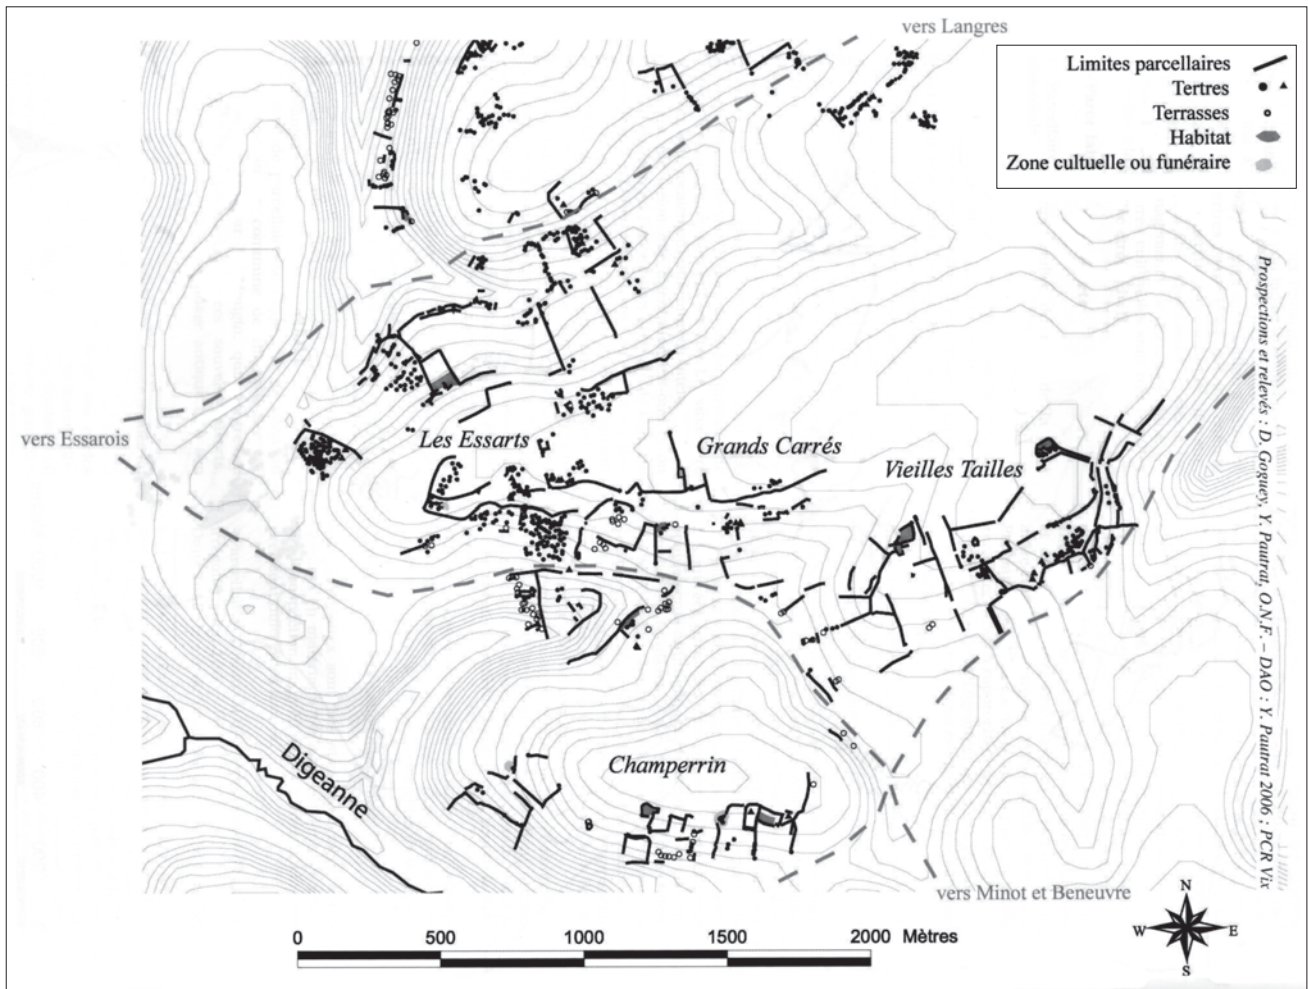 vers Langres
Limites parcellaires
Tertres
Terrasses
Habitat
Zone cultuelle ou funéraire
vers Essarois
Les Essarts
Grands Carrés
Vieilles Tailles
Champerrin
Digeanne
vers Minot et Beneuvre
Prospections et relevés : D. Goguey, Y. Pautrat, O.N.F. – DAO : Y. Pautrat 2006 ; PCR Vix
N
W E
S
0 500 1000 1500 2000 Mètres